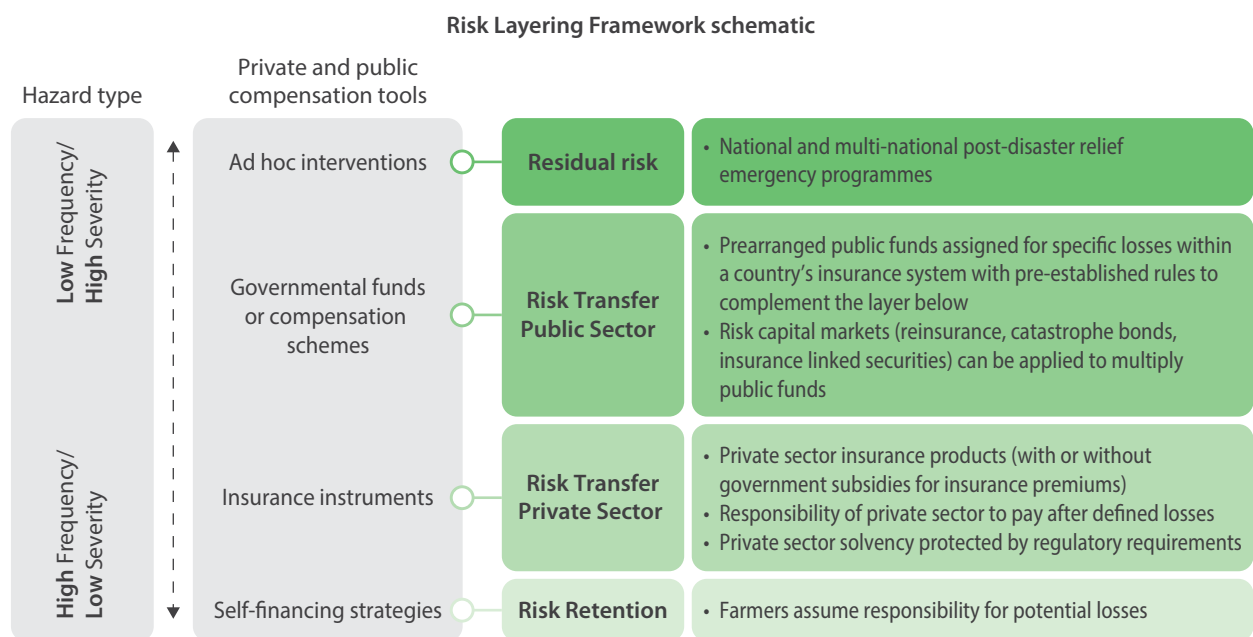 Risk Layering Framework schematic
Hazard type
Private and public
compensation tools
Low Frequency/
High Severity
High Frequency/
Low Severity
Ad hoc interventions
Residual risk
• National and multi-national post-disaster relief
emergency programmes
Governmental funds
or compensation
schemes
Risk Transfer
Public Sector
• Prearranged public funds assigned for specific losses within
a country's insurance system with pre-established rules to
complement the layer below
• Risk capital markets (reinsurance, catastrophe bonds,
insurance linked securities) can be applied to multiply
public funds
Insurance instruments
Risk Transfer
Private Sector
• Private sector insurance products (with or without
government subsidies for insurance premiums)
• Responsibility of private sector to pay after defined losses
• Private sector solvency protected by regulatory requirements
Self-financing strategies
Risk Retention
• Farmers assume responsibility for potential losses